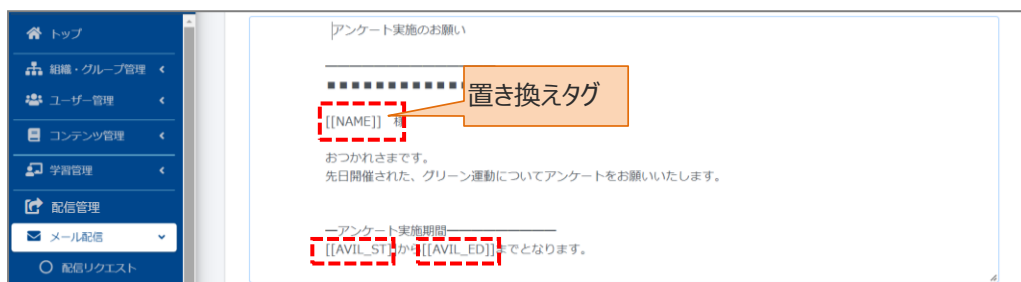 トップ
組織・グループ管理
ユーザー管理
コンテンツ管理
学習管理
配信管理
メール配信
配信リクエスト
アンケート実施のお願い
置き換えタグ
[[NAME]] 様
おつかれさまです。
先日開催された、グリーン運動についてアンケートをお願いいたします。
━アンケート実施期間━━━━━━━━━
[[AVIL_ST]]から[[AVIL_ED]]までとなります。